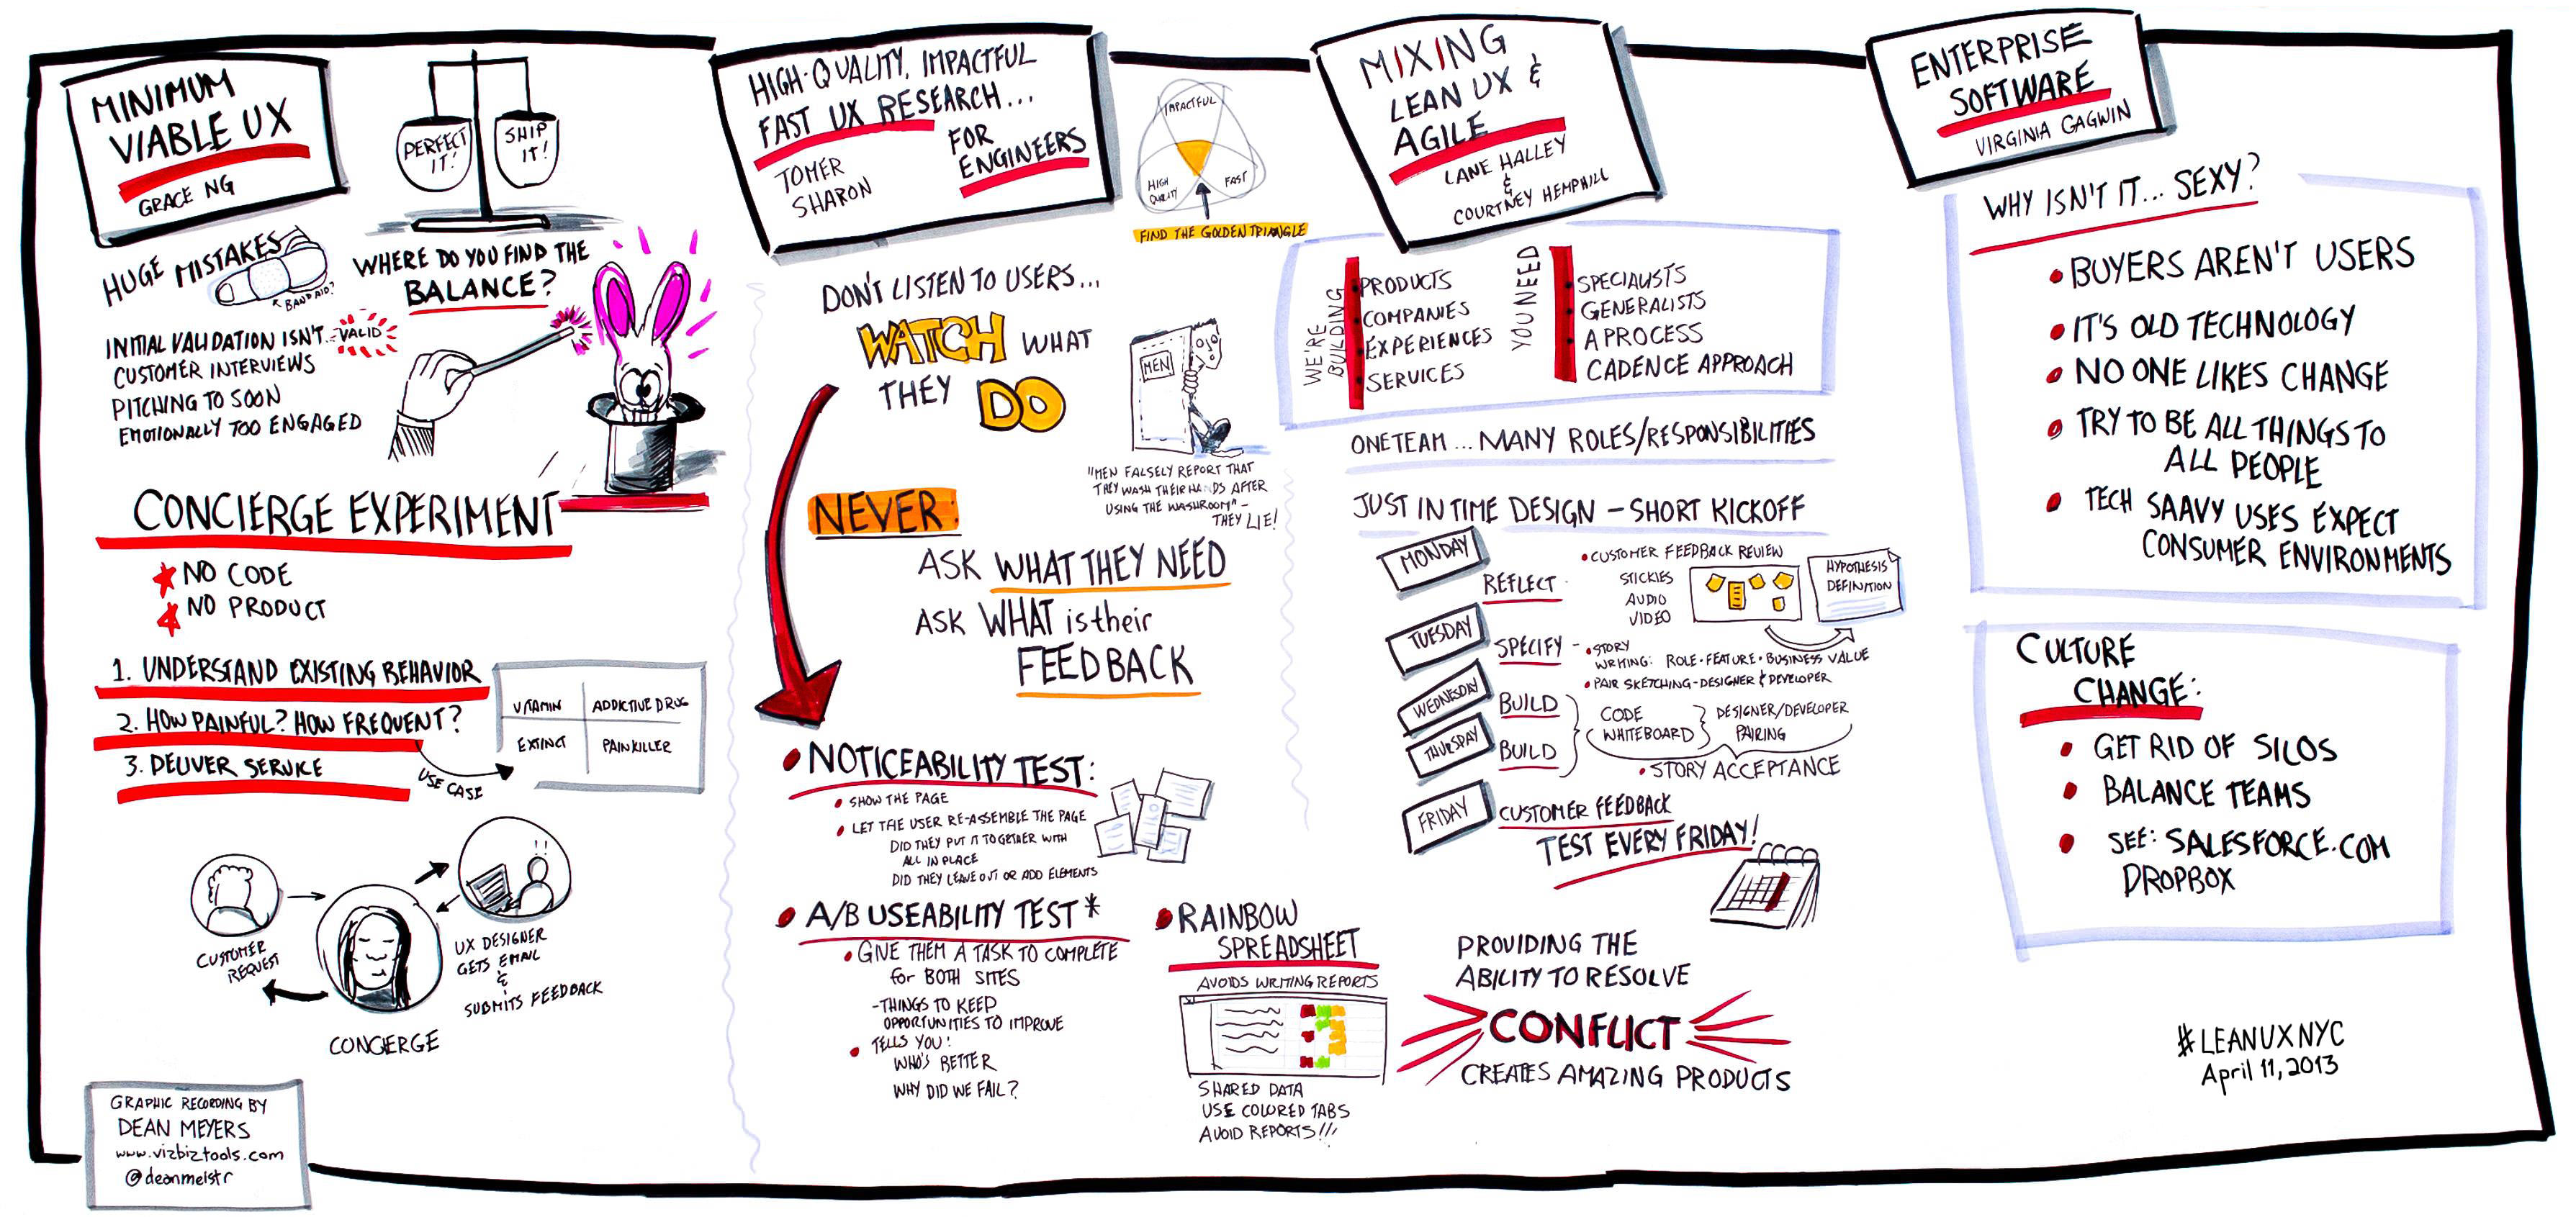 MINIMUM
VIABLE UX
GRACE NG
PERFECT
IT!
SHIP
IT!
HUGE MISTAKES
BAND AID?
WHERE DO YOU FIND THE
BALANCE?
INITIAL VALIDATION ISN'T... VALID
CUSTOMER INTERVIEWS
PITCHING TO SOON
EMOTIONALLY TOO ENGAGED
CONCIERGE EXPERIMENT
NO CODE
NO PRODUCT
1. UNDERSTAND EXISTING BEHAVIOR
2. HOW PAINFUL? HOW FREQUENT?
3. DELIVER SERVICE
USE CASE
VITAMIN
ADDICTIVE DRUG
EXTINCT
PAINKILLER
CUSTOMER
REQUEST
UX DESIGNER
GETS EMAIL
&
SUBMITS FEEDBACK
CONCIERGE
GRAPHIC RECORDING BY
DEAN MEYERS
www.vizbiztools.com
@deanmeistr
HIGH-QUALITY, IMPACTFUL
FAST UX RESEARCH...
FOR
ENGINEERS
TOMER
SHARON
IMPACTFUL
HIGH
QUALITY
FAST
FIND THE GOLDEN TRIANGLE
DON'T LISTEN TO USERS...
WATCH WHAT
THEY DO
MEN
"MEN FALSELY REPORT THAT
THEY WASH THEIR HANDS AFTER
USING THE WASHROOM" -
THEY LIE!
NEVER:
ASK WHAT THEY NEED
ASK WHAT is their
FEEDBACK
• NOTICEABILITY TEST:
• SHOW THE PAGE
• LET THE USER RE-ASSEMBLE THE PAGE
DID THEY PUT IT TOGETHER WITH
ALL IN PLACE
DID THEY LEAVE OUT OR ADD ELEMENTS
• A/B USEABILITY TEST *
• GIVE THEM A TASK TO COMPLETE
for BOTH SITES
- THINGS TO KEEP
OPPORTUNITIES TO IMPROVE
• TELLS YOU!
WHO'S BETTER
WHY DID WE FAIL?
• RAINBOW
SPREADSHEET
AVOIDS WRITING REPORTS
SHARED DATA
USE COLORED TABS
AVOID REPORTS!!!
MIXING
LEAN UX &
AGILE
LANE HALLEY
&
COURTNEY HEMPHILL
WE'RE
BUILDING
• PRODUCTS
• COMPANIES
• EXPERIENCES
• SERVICES
YOU NEED
• SPECIALISTS
• GENERALISTS
• A PROCESS
CADENCE APPROACH
ONE TEAM... MANY ROLES/RESPONSIBILITIES
JUST IN TIME DESIGN - SHORT KICKOFF
MONDAY
REFLECT
• CUSTOMER FEEDBACK REVIEW
STICKIES
AUDIO
VIDEO
HYPOTHESIS
DEFINITION
TUESDAY
SPECIFY -
• STORY
WRITING: ROLE • FEATURE • BUSINESS VALUE
• PAIR SKETCHING - DESIGNER & DEVELOPER
WEDNESDAY
BUILD
THURSDAY
BUILD
CODE
WHITEBOARD
DESIGNER/DEVELOPER
PAIRING
• STORY ACCEPTANCE
FRIDAY
CUSTOMER FEEDBACK
TEST EVERY FRIDAY!
PROVIDING THE
ABILITY TO RESOLVE
CONFLICT
CREATES AMAZING PRODUCTS
ENTERPRISE
SOFTWARE
VIRGINIA CAGWIN
WHY ISN'T IT... SEXY?
• BUYERS AREN'T USERS
• IT'S OLD TECHNOLOGY
• NO ONE LIKES CHANGE
• TRY TO BE ALL THINGS TO
ALL PEOPLE
• TECH SAAVY USES EXPECT
CONSUMER ENVIRONMENTS
CULTURE
CHANGE:
• GET RID OF SILOS
• BALANCE TEAMS
• SEE: SALESFORCE.COM
DROPBOX
#LEANUXNYC
April 11, 2013